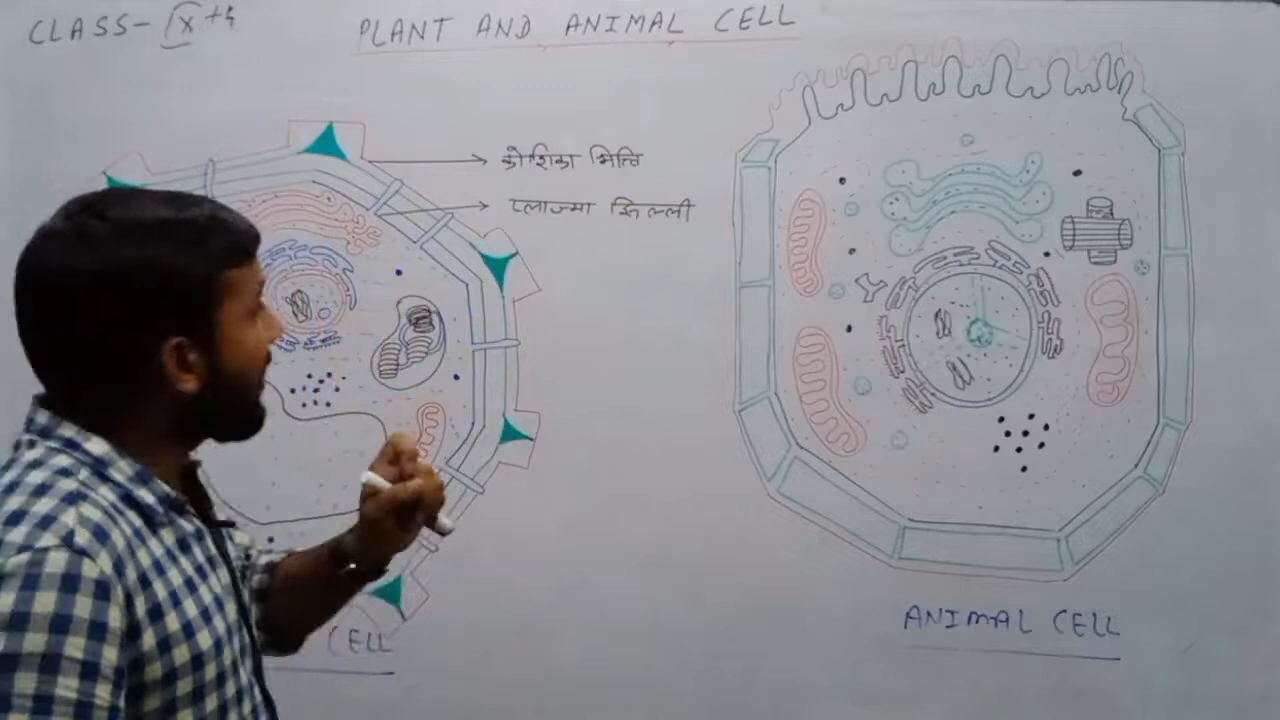 CLASS- IX th
PLANT AND ANIMAL CELL
कोशिका भित्ति
प्लाज्मा झिल्ली
CELL
ANIMAL CELL